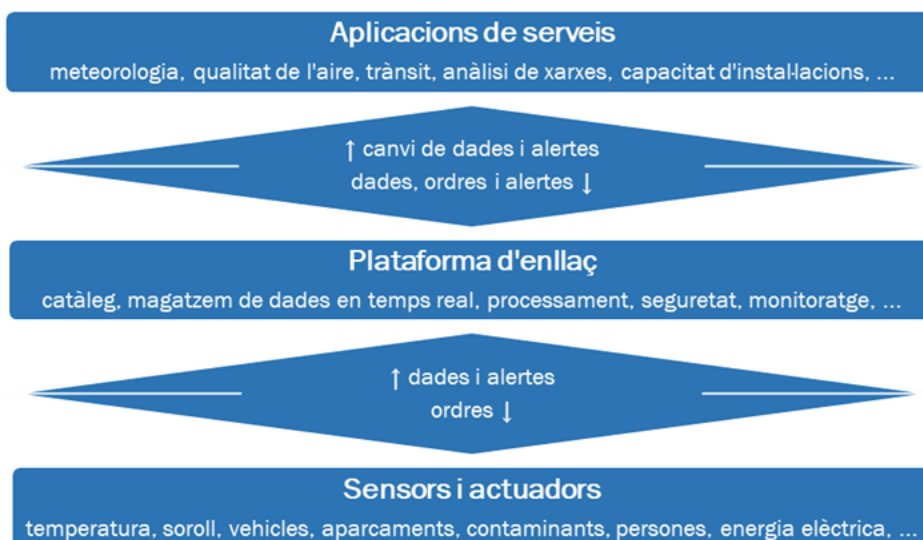 Aplicacions de serveis
meteorologia, qualitat de l'aire, trànsit, anàlisi de xarxes, capacitat d'instal·lacions, ...
↑ canvi de dades i alertes
dades, ordres i alertes ↓
Plataforma d'enllaç
catàleg, magatzem de dades en temps real, processament, seguretat, monitoratge, ...
↑ dades i alertes
ordres ↓
Sensors i actuadors
temperatura, soroll, vehicles, aparcaments, contaminants, persones, energia elèctrica, ...